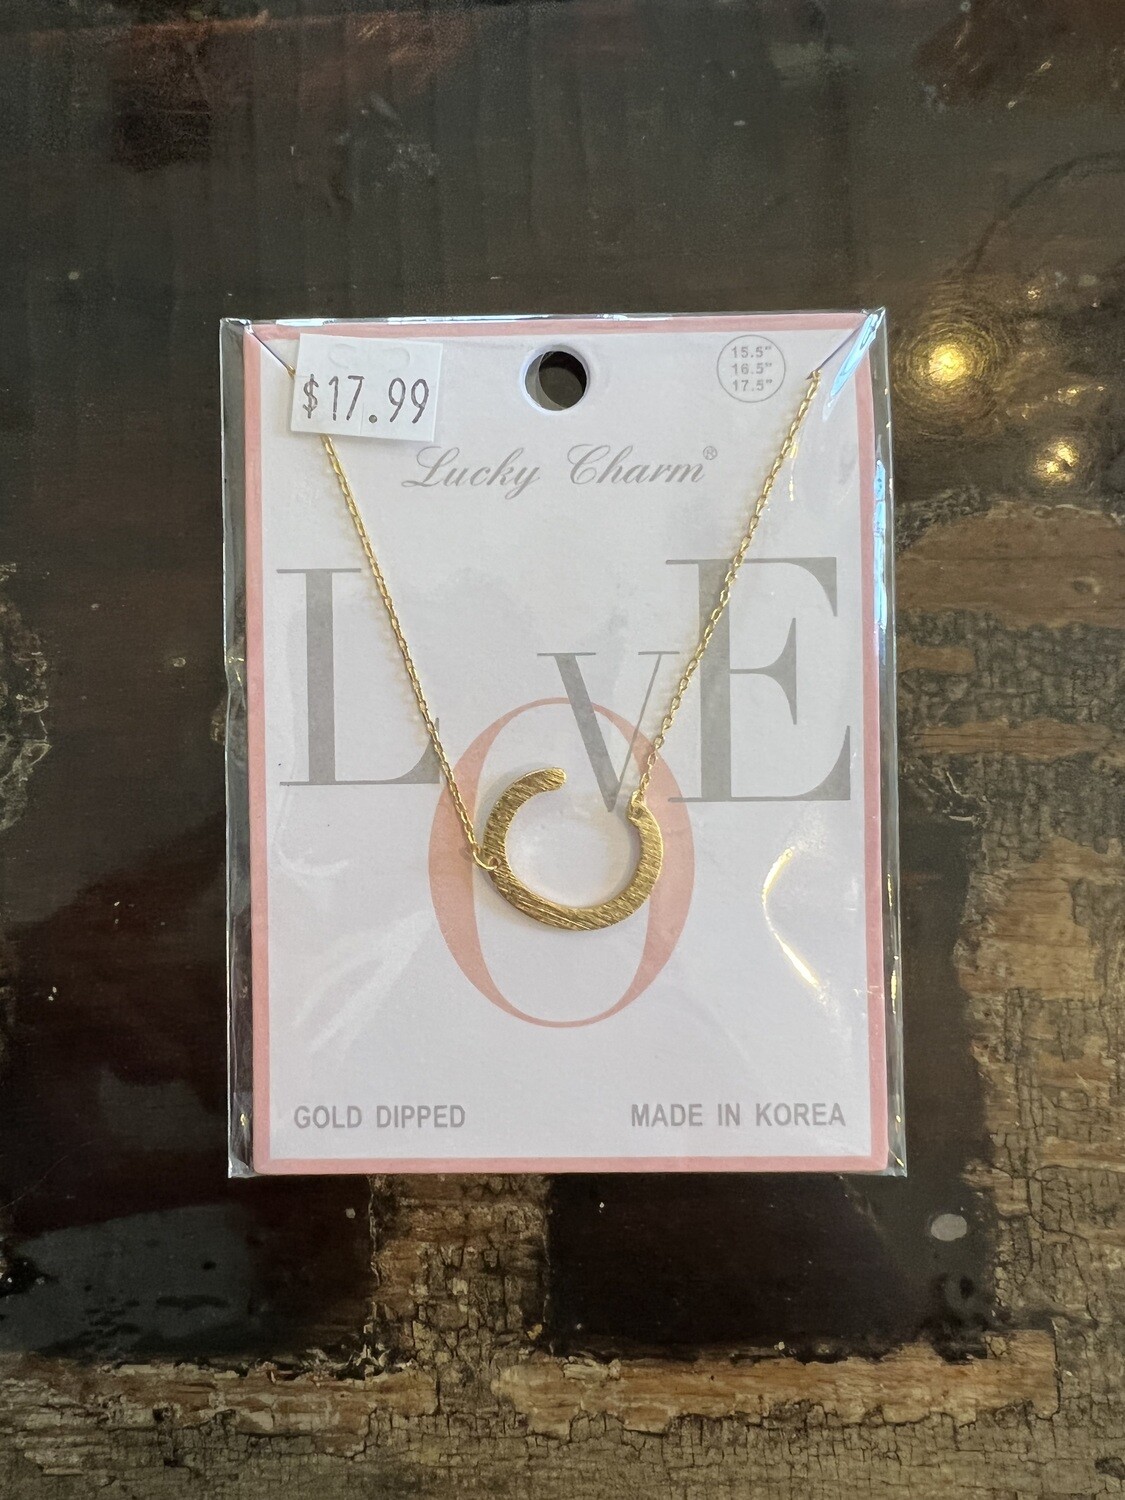 $17.99
15.5"
16.5"
17.5"
Lucky Charm®
LOVE
GOLD DIPPED
MADE IN KOREA